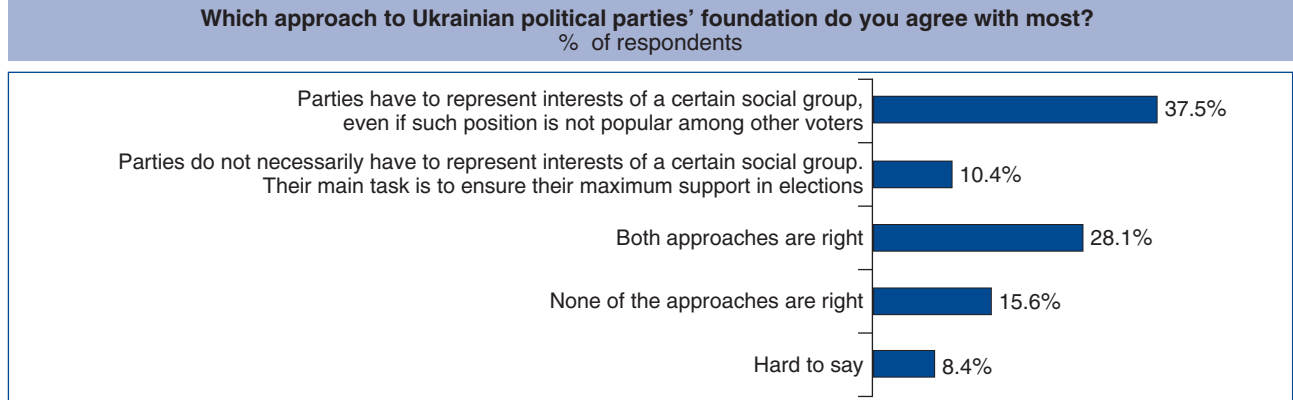 Which approach to Ukrainian political parties’ foundation do you agree with most?
% of respondents
Parties have to represent interests of a certain social group,
even if such position is not popular among other voters
37.5%
Parties do not necessarily have to represent interests of a certain social group.
Their main task is to ensure their maximum support in elections
10.4%
Both approaches are right
28.1%
None of the approaches are right
15.6%
Hard to say
8.4%